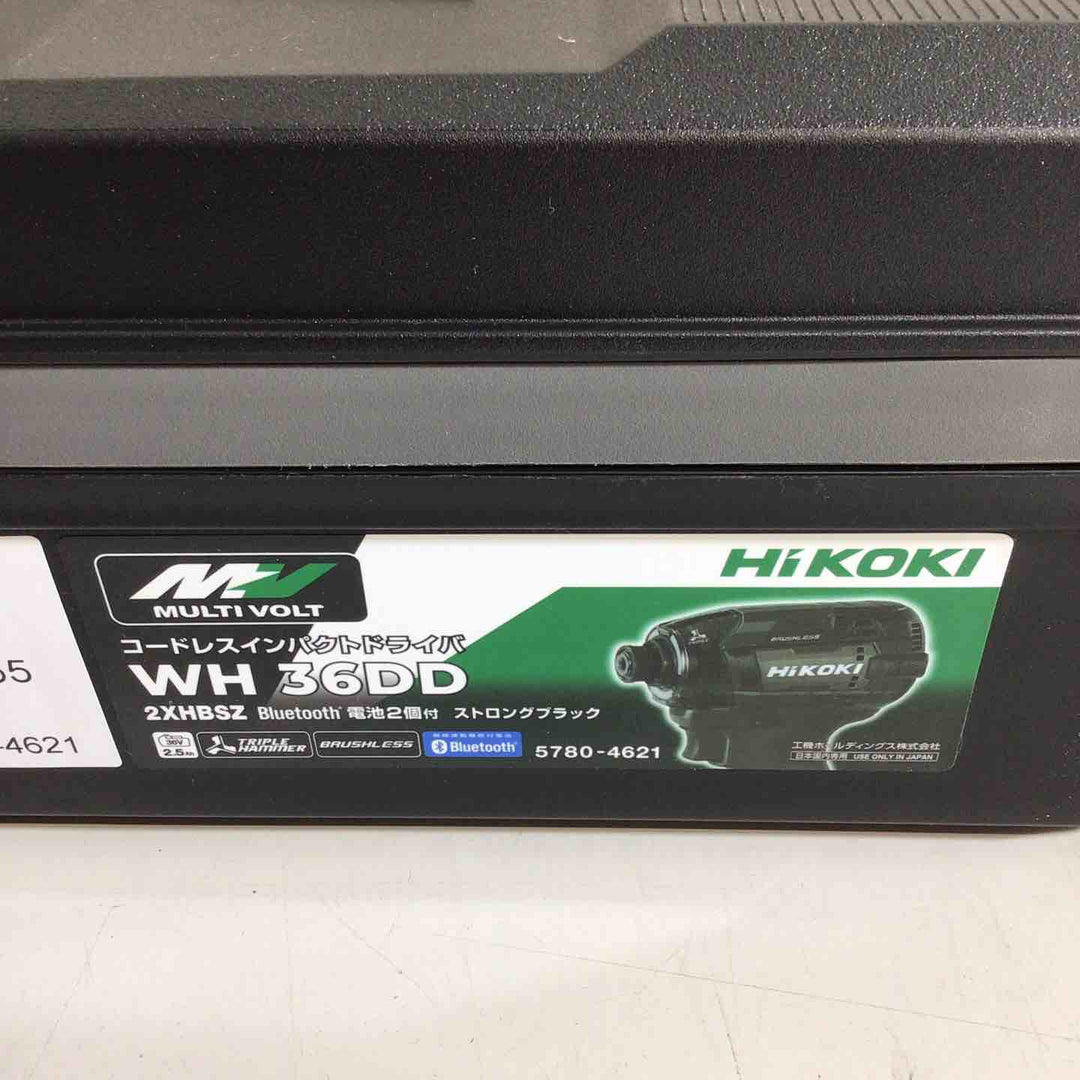 HiKOKI
MV
MULTI VOLT
コードレスインパクトドライバ
WH 36DD
2XHBSZ Bluetooth 電池2個付 ストロングブラック
36V
2.5Ah
TRIPLE HAMMER
BRUSHLESS
Bluetooth
5780-4621
BRUSHLESS
HiKOKI
工機ホールディングス株式会社
日本国内専用 USE ONLY IN JAPAN
-4621